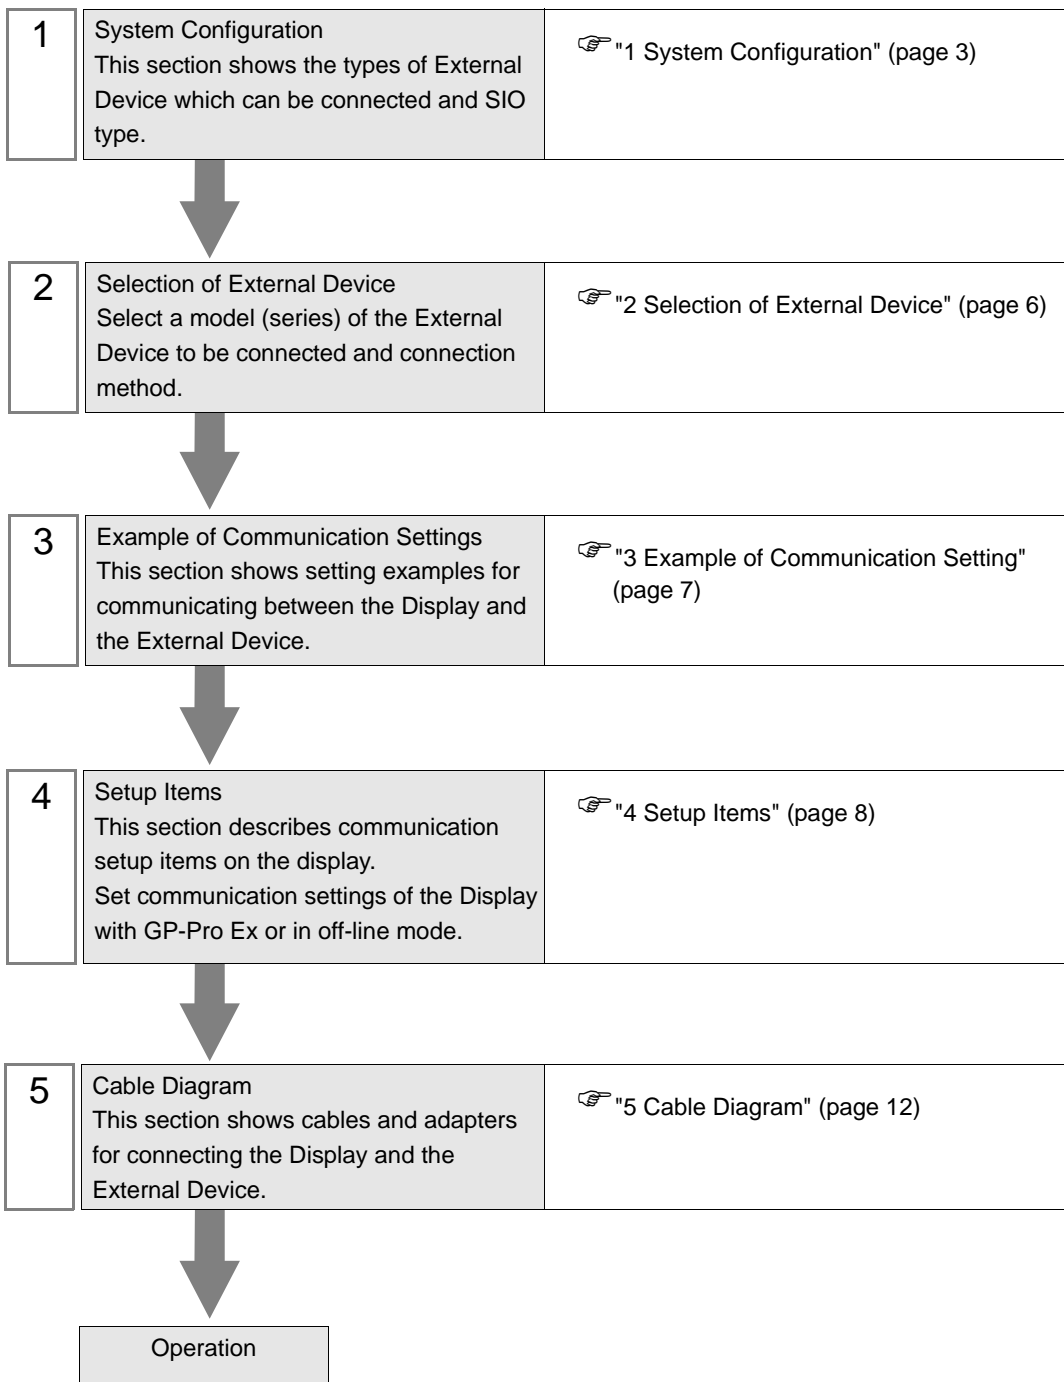 1
System Configuration
This section shows the types of External
Device which can be connected and SIO
type.
"1 System Configuration" (page 3)
2
Selection of External Device
Select a model (series) of the External
Device to be connected and connection
method.
"2 Selection of External Device" (page 6)
3
Example of Communication Settings
This section shows setting examples for
communicating between the Display and
the External Device.
"3 Example of Communication Setting"
(page 7)
4
Setup Items
This section describes communication
setup items on the display.
Set communication settings of the Display
with GP-Pro Ex or in off-line mode.
"4 Setup Items" (page 8)
5
Cable Diagram
This section shows cables and adapters
for connecting the Display and the
External Device.
"5 Cable Diagram" (page 12)
Operation